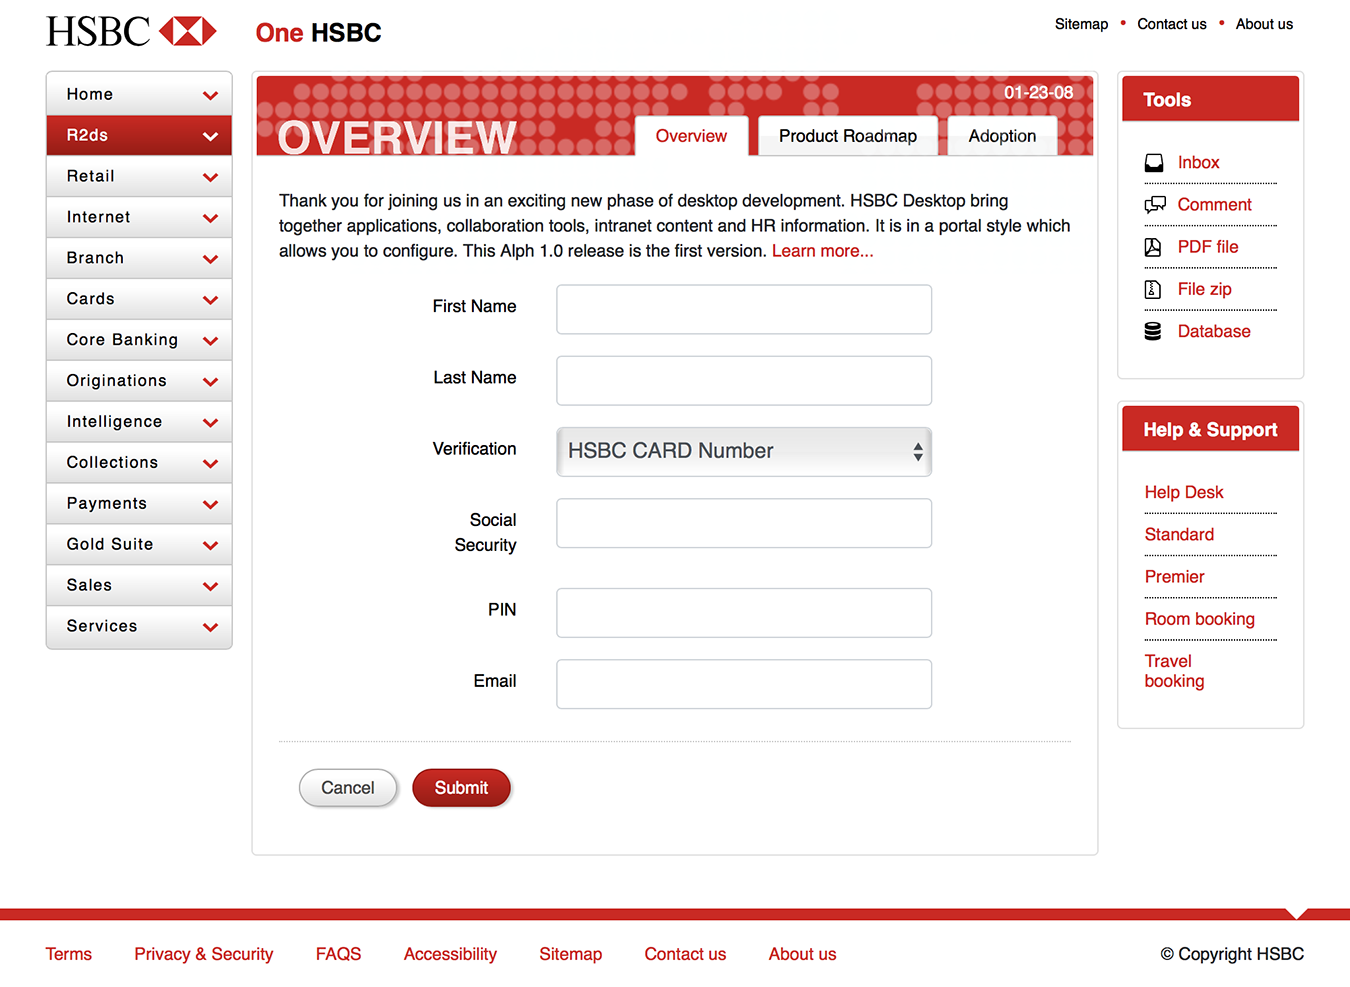 HSBC
One HSBC
Sitemap • Contact us • About us
Home
R2ds
Retail
Internet
Branch
Cards
Core Banking
Originations
Intelligence
Collections
Payments
Gold Suite
Sales
Services
01-23-08
OVERVIEW
Overview
Product Roadmap
Adoption
Thank you for joining us in an exciting new phase of desktop development. HSBC Desktop bring
together applications, collaboration tools, intranet content and HR information. It is in a portal style which
allows you to configure. This Alph 1.0 release is the first version. Learn more...
First Name
Last Name
Verification
HSBC CARD Number
Social
Security
PIN
Email
Cancel
Submit
Tools
Inbox
Comment
PDF file
File zip
Database
Help & Support
Help Desk
Standard
Premier
Room booking
Travel
booking
Terms
Privacy & Security
FAQS
Accessibility
Sitemap
Contact us
About us
© Copyright HSBC